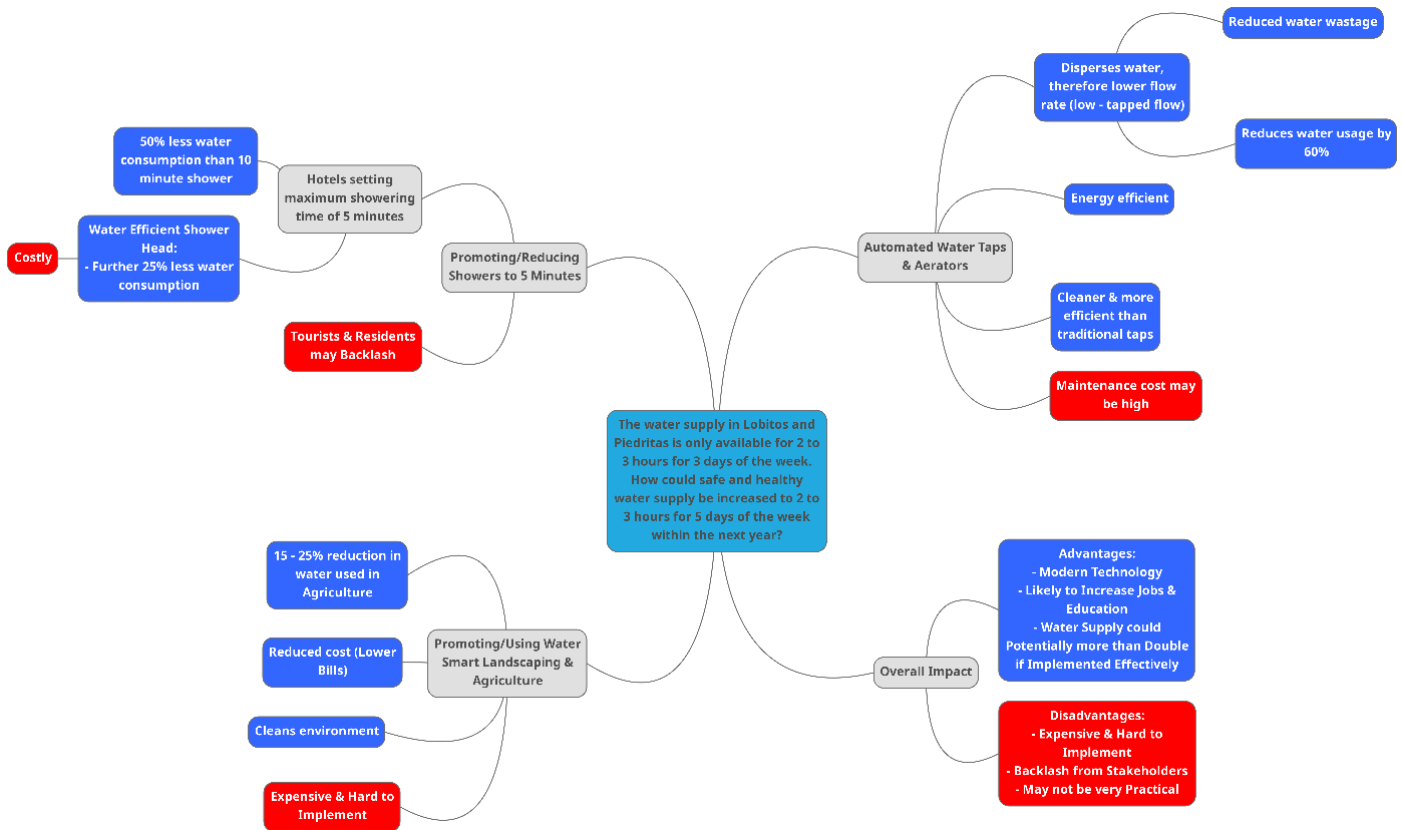 The water supply in Lobitos and
Piedritas is only available for 2 to
3 hours for 3 days of the week.
How could safe and healthy
water supply be increased to 2 to
3 hours for 5 days of the week
within the next year?
Promoting/Reducing
Showers to 5 Minutes
Hotels setting
maximum showering
time of 5 minutes
50% less water
consumption than 10
minute shower
Water Efficient Shower
Head:
- Further 25% less water
consumption
Costly
Tourists & Residents
may Backlash
Automated Water Taps
& Aerators
Disperses water,
therefore lower flow
rate (low - tapped flow)
Reduced water wastage
Reduces water usage by
60%
Energy efficient
Cleaner & more
efficient than
traditional taps
Maintenance cost may
be high
Promoting/Using Water
Smart Landscaping &
Agriculture
15 - 25% reduction in
water used in
Agriculture
Reduced cost (Lower
Bills)
Cleans environment
Expensive & Hard to
Implement
Overall Impact
Advantages:
- Modern Technology
- Likely to Increase Jobs &
Education
- Water Supply could
Potentially more than Double
if Implemented Effectively
Disadvantages:
- Expensive & Hard to
Implement
- Backlash from Stakeholders
- May not be very Practical